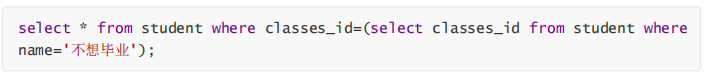 select * from student where classes_id=(select classes_id from student where
name='不想毕业');